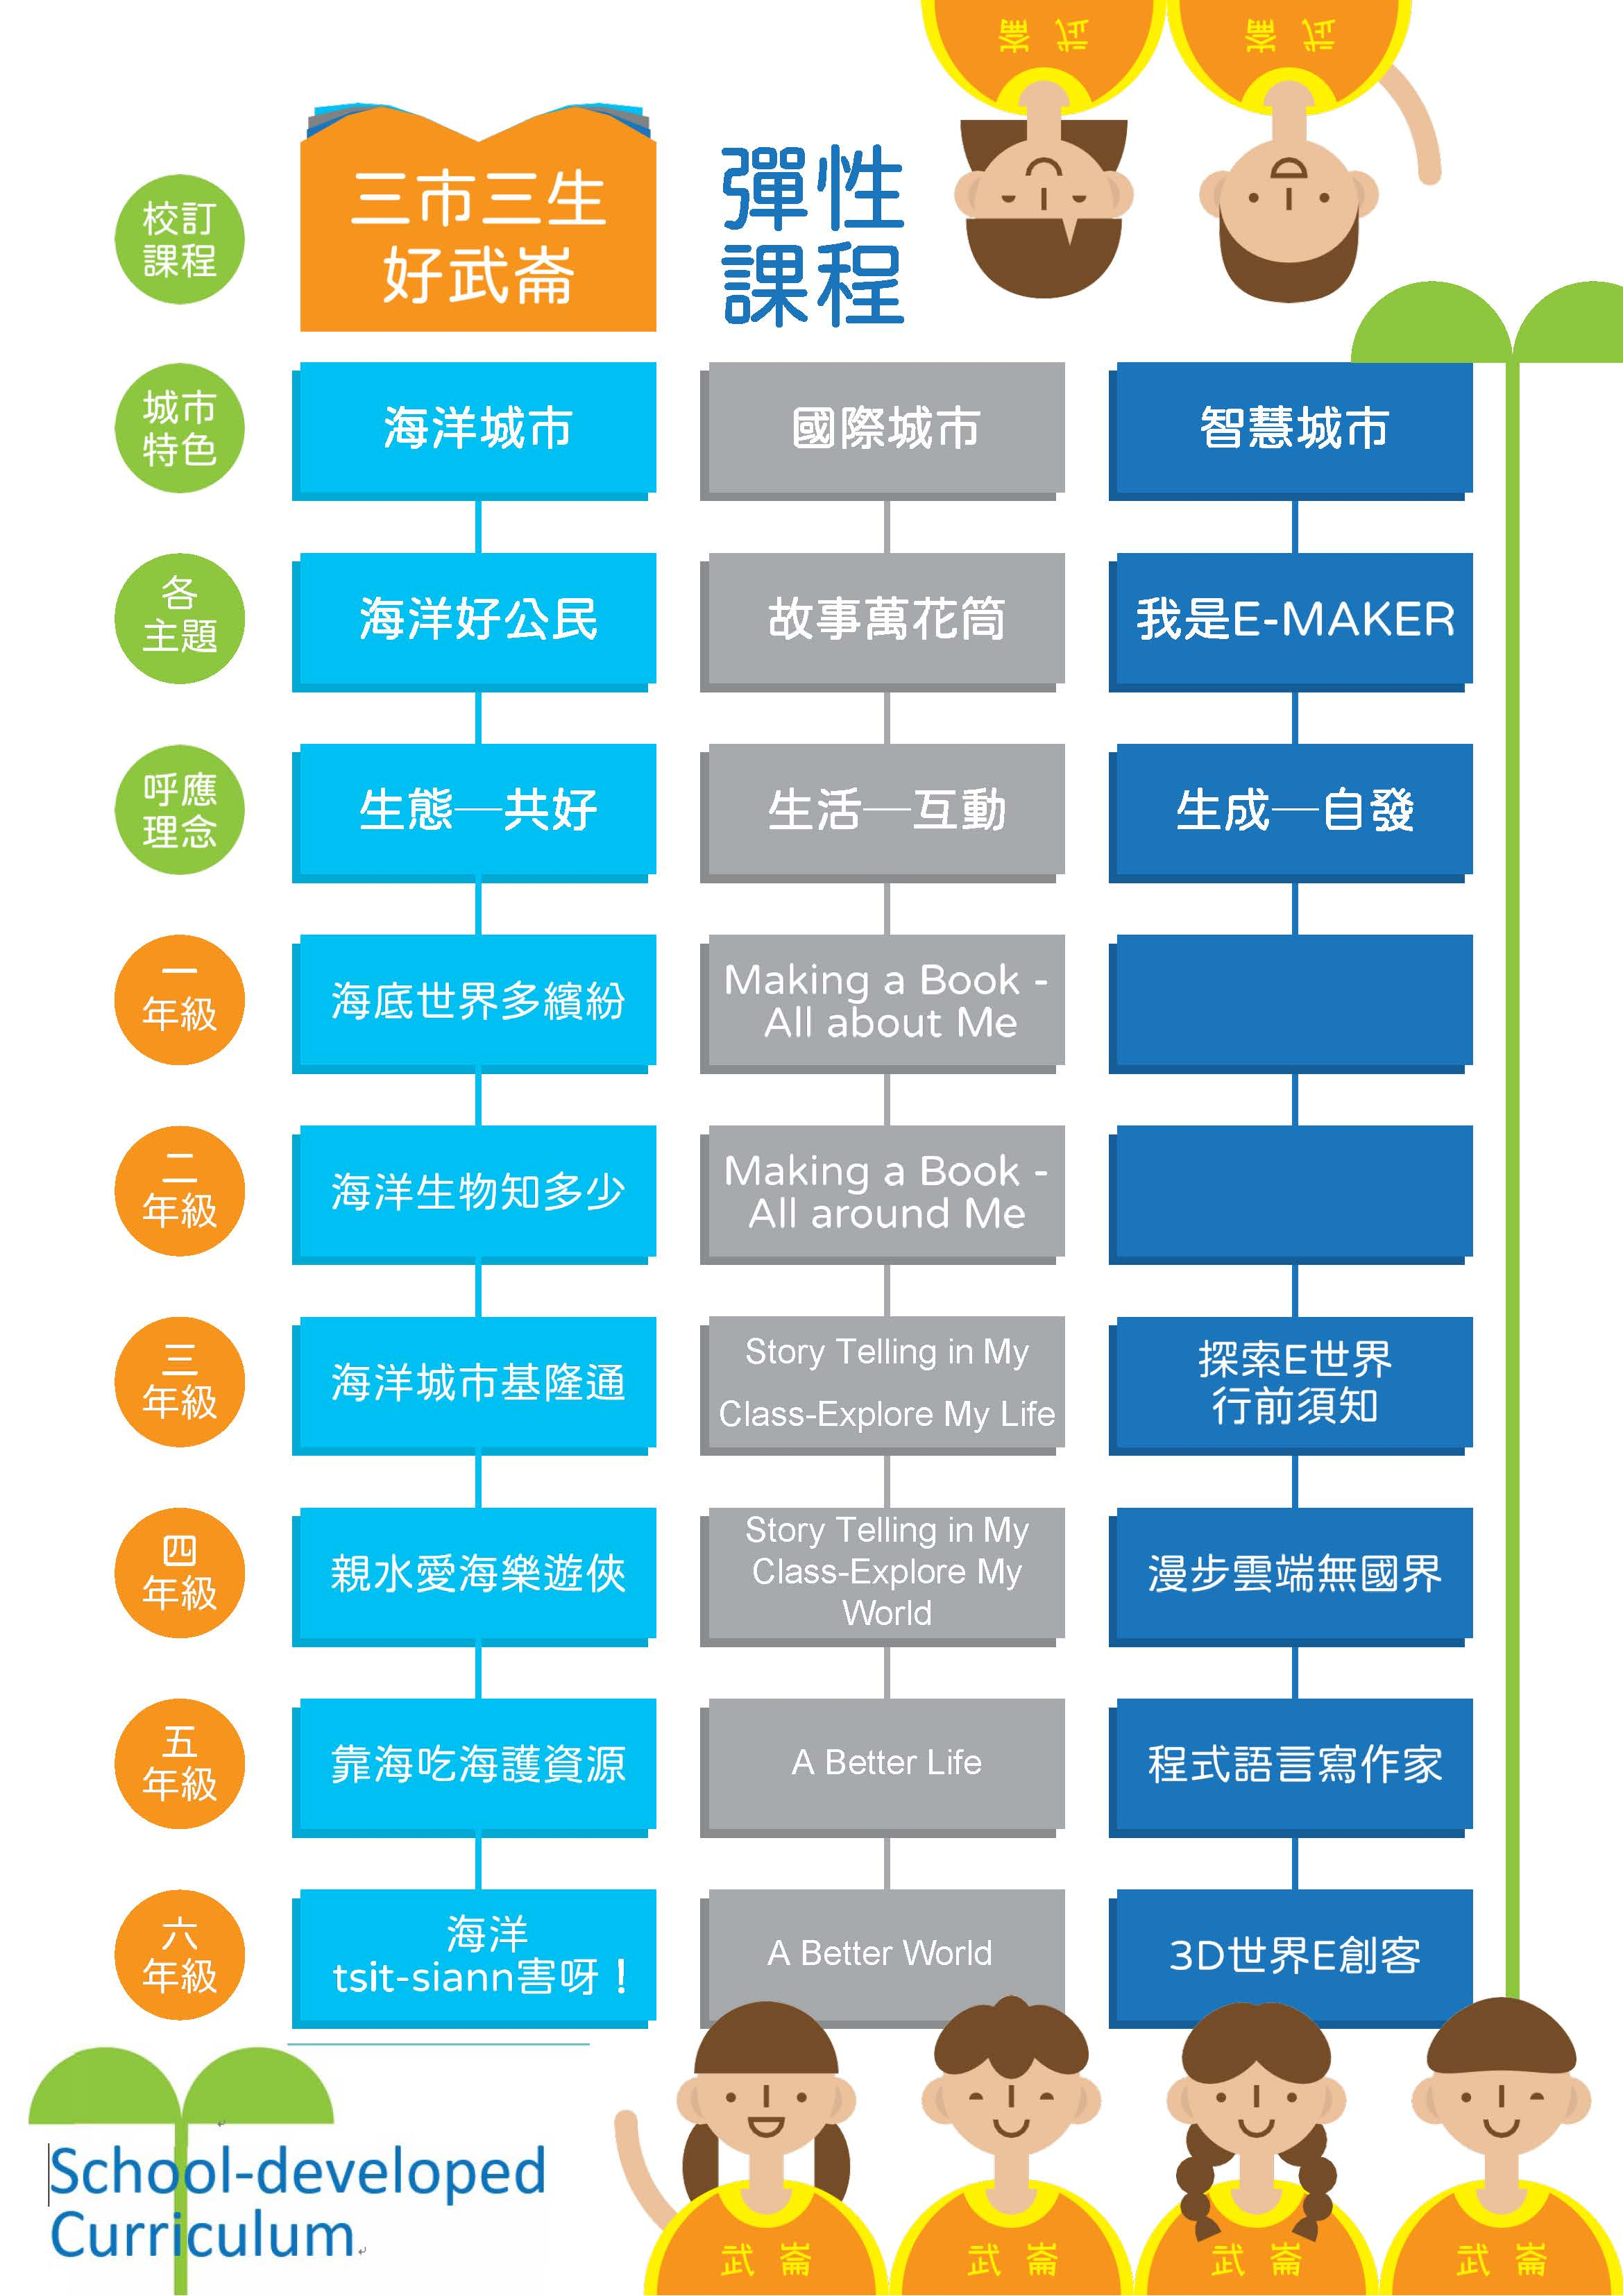 武崙
武崙
校訂
課程
三市三生
好武崙
彈性
課程
城市
特色
海洋城市
國際城市
智慧城市
各
主題
海洋好公民
故事萬花筒
我是E-MAKER
呼應
理念
生態—共好
生活—互動
生成—自發
一
年級
海底世界多繽紛
Making a Book -
All about Me
二
年級
海洋生物知多少
Making a Book -
All around Me
三
年級
海洋城市基隆通
Story Telling in My
Class-Explore My Life
探索E世界
行前須知
四
年級
親水愛海樂遊俠
Story Telling in My
Class-Explore My
World
漫步雲端無國界
五
年級
靠海吃海護資源
A Better Life
程式語言寫作家
六
年級
海洋
tsit-siann害呀！
A Better World
3D世界E創客
School-developed
Curriculum
武崙
武崙
武崙
武崙